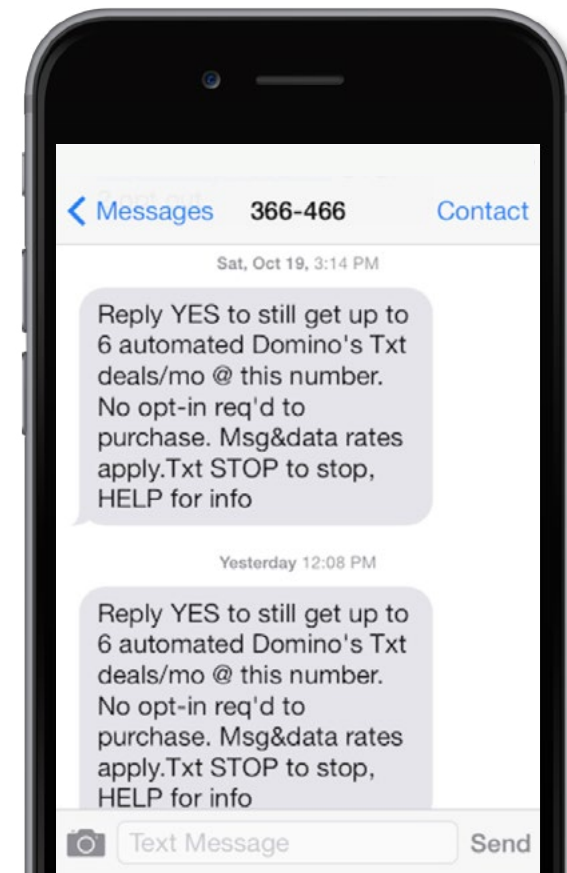 Messages 366-466 Contact
Sat, Oct 19, 3:14 PM
Reply YES to still get up to
6 automated Domino's Txt
deals/mo @ this number.
No opt-in req'd to
purchase. Msg&data rates
apply.Txt STOP to stop,
HELP for info
Yesterday 12:08 PM
Reply YES to still get up to
6 automated Domino's Txt
deals/mo @ this number.
No opt-in req'd to
purchase. Msg&data rates
apply.Txt STOP to stop,
HELP for info
Text Message Send